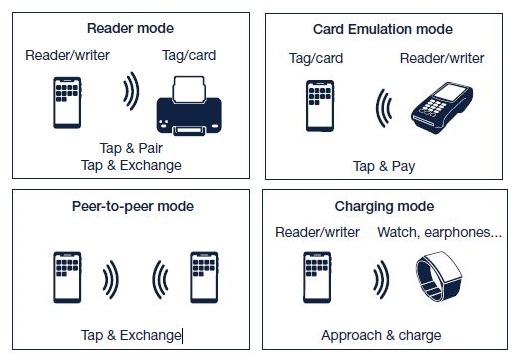 Reader mode
Reader/writer Tag/card
Tap & Pair
Tap & Exchange
Card Emulation mode
Tag/card Reader/writer
Tap & Pay
Peer-to-peer mode
Tap & Exchange
Charging mode
Reader/writer Watch, earphones...
Approach & charge